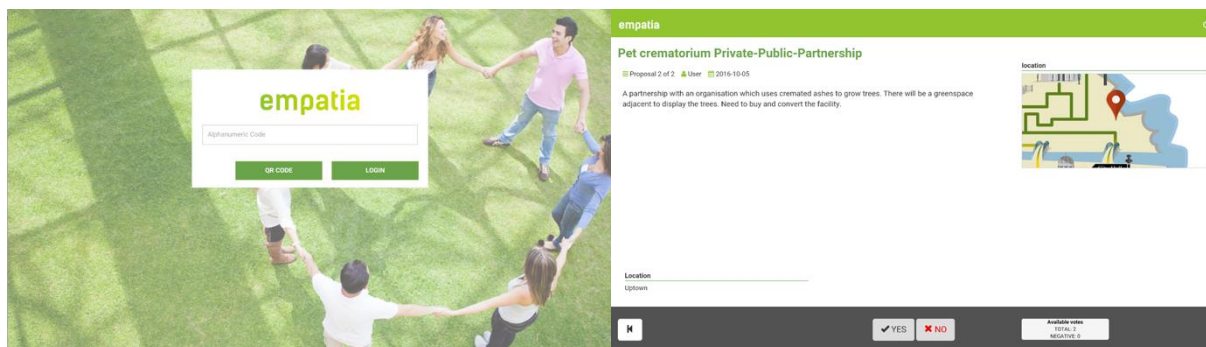 empatia
Alphanumeric Code
QR CODE
LOGIN
empatia
Pet crematorium Private-Public-Partnership
Proposal 2 of 2 User 2016-10-05
A partnership with an organisation which uses cremated ashes to grow trees. There will be a greenspace
adjacent to display the trees. Need to buy and convert the facility.
location
Location
Uptown
YES
NO
Available votes
TOTAL: 2
NEGATIVE: 0